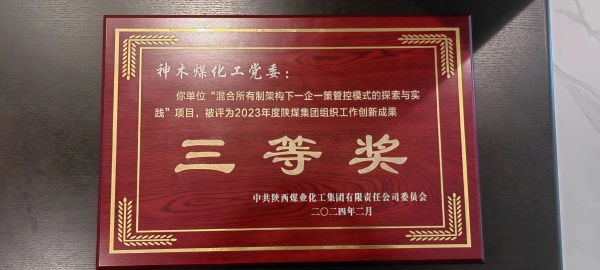 神木煤化工党委：
你单位“混合所有制架构下一企一策管控模式的探索与实
践”项目，被评为2023年度陕煤集团组织工作创新成果
三等奖
中共陕西煤业化工集团有限责任公司委员会
二〇二四年二月